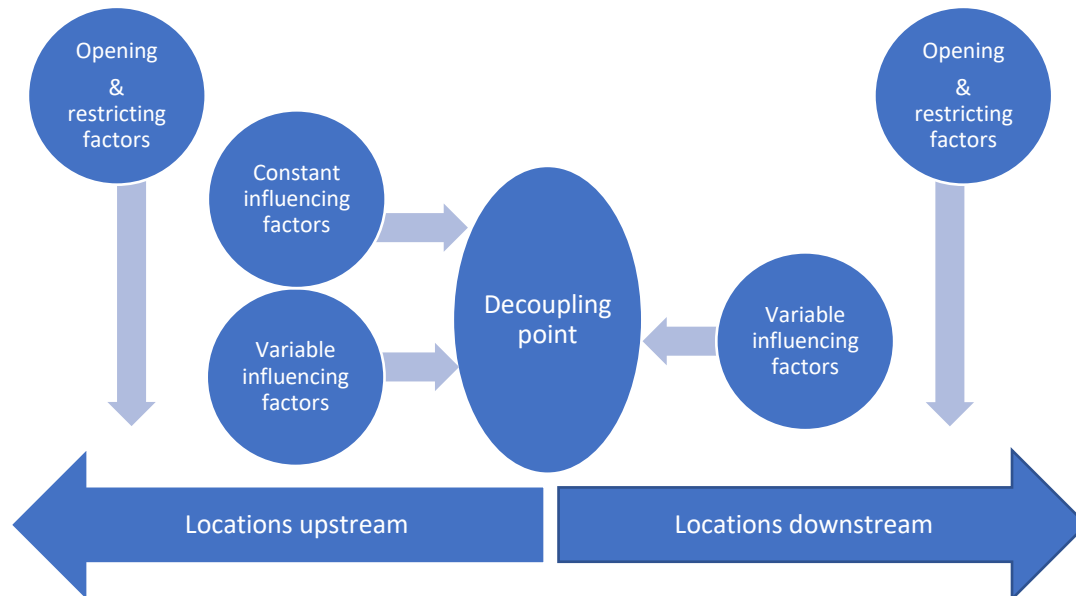 Opening
&
restricting
factors
Opening
&
restricting
factors
Constant
influencing
factors
Decoupling
point
Variable
influencing
factors
Variable
influencing
factors
Locations upstream
Locations downstream